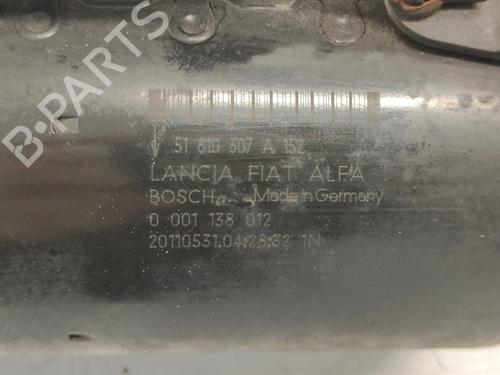 B-PARTS
51 810 307 A 15Z
LANCIA FIAT ALFA
BOSCH Made in Germany
0 001 138 012
20110531.04:28:32 1N